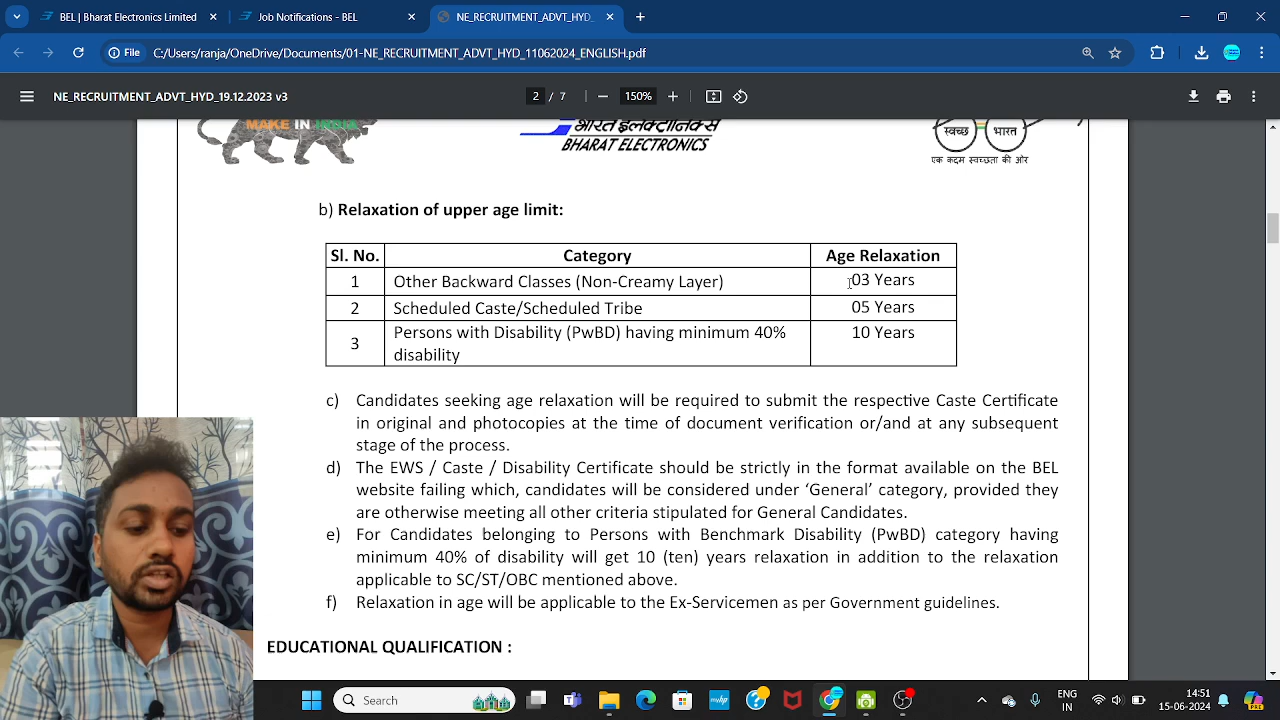 BEL | Bharat Electronics Limited
Job Notifications - BEL
NE_RECRUITMENT_ADVT_HYD_
File
C:/Users/ranja/OneDrive/Documents/01-NE_RECRUITMENT_ADVT_HYD_11062024_ENGLISH.pdf
NE_RECRUITMENT_ADVT_HYD_19.12.2023 v3
2 / 7
150%
MAKE IN INDIA
भारत इलेक्ट्रॉनिक्स
BHARAT ELECTRONICS
स्वच्छ भारत
एक कदम स्वच्छता की ओर
b) Relaxation of upper age limit:
Sl. No. Category Age Relaxation
1 Other Backward Classes (Non-Creamy Layer) 03 Years
2 Scheduled Caste/Scheduled Tribe 05 Years
3 Persons with Disability (PwBD) having minimum 40% 10 Years
disability
c) Candidates seeking age relaxation will be required to submit the respective Caste Certificate
in original and photocopies at the time of document verification or/and at any subsequent
stage of the process.
d) The EWS / Caste / Disability Certificate should be strictly in the format available on the BEL
website failing which, candidates will be considered under ‘General’ category, provided they
are otherwise meeting all other criteria stipulated for General Candidates.
e) For Candidates belonging to Persons with Benchmark Disability (PwBD) category having
minimum 40% of disability will get 10 (ten) years relaxation in addition to the relaxation
applicable to SC/ST/OBC mentioned above.
f) Relaxation in age will be applicable to the Ex-Servicemen as per Government guidelines.
EDUCATIONAL QUALIFICATION :
Search
ENG
IN
14:51
15-06-2024